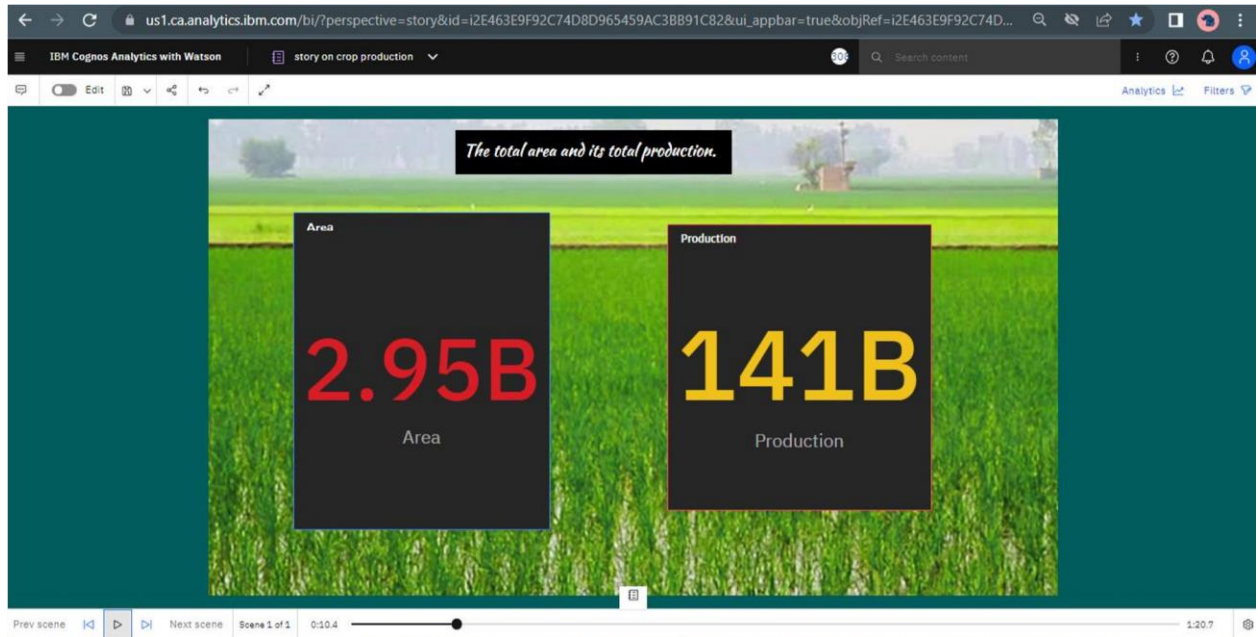 us1.ca.analytics.ibm.com/bi/?perspective=story&id=i2E463E9F92C74D8D965459AC3BB91C82&ui_appbar=true&objRef=i2E463E9F92C74D...
IBM Cognos Analytics with Watson story on crop production Search content
Edit Analytics Filters
The total area and its total production.
Area
Production
2.95B
141B
Area
Production
Prev scene Next scene Scene 1 of 1 0:10.4 1:20.7